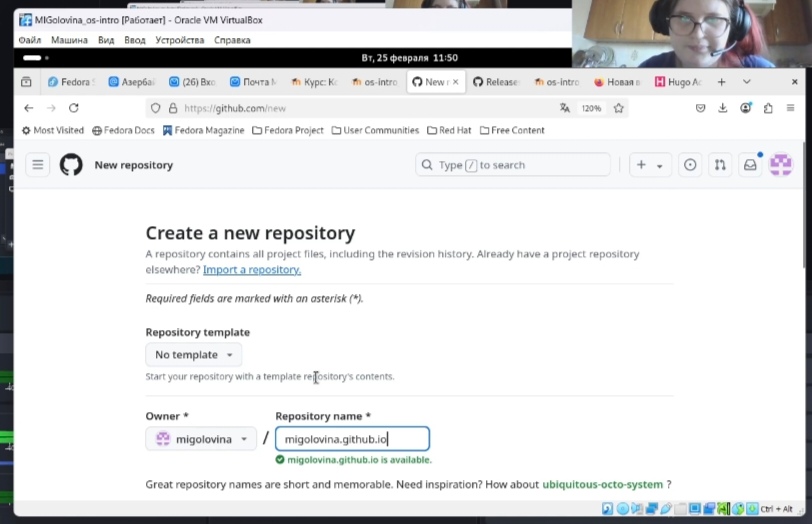 MIGolovina_os-intro [Работает] - Oracle VM VirtualBox
Файл Машина Вид Ввод Устройства Справка
Вт, 25 февраля 11:50
Fedora Азерба (26) Вхо Почта М Курс: Ко os-intro New r Release os-intro Новая в Hugo Ac
https://github.com/new 120%
Most Visited Fedora Docs Fedora Magazine Fedora Project User Communities Red Hat Free Content
New repository Type / to search
Create a new repository
A repository contains all project files, including the revision history. Already have a project repository
elsewhere? Import a repository.
Required fields are marked with an asterisk (*).
Repository template
No template
Start your repository with a template repository's contents.
Owner * Repository name *
migolovina / migolovina.github.io
migolovina.github.io is available.
Great repository names are short and memorable. Need inspiration? How about ubiquitous-octo-system ?
Ctrl + Alt